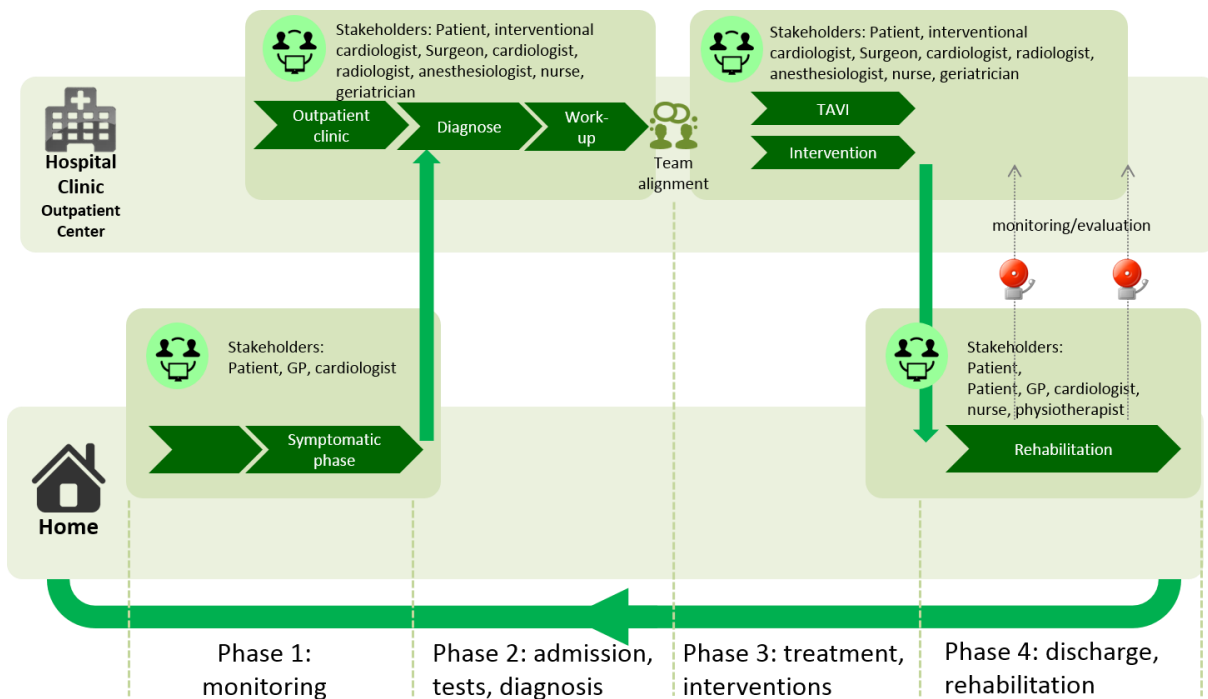 Stakeholders: Patient, interventional
cardiologist, Surgeon, cardiologist,
radiologist, anesthesiologist, nurse,
geriatrician
Outpatient
clinic
Diagnose
Work-
up
Team
alignment
Stakeholders: Patient, interventional
cardiologist, Surgeon, cardiologist, radiologist,
anesthesiologist, nurse, geriatrician
TAVI
Intervention
Hospital
Clinic
Outpatient
Center
monitoring/evaluation
Stakeholders:
Patient, GP, cardiologist
Symptomatic
phase
Stakeholders:
Patient,
Patient, GP, cardiologist,
nurse, physiotherapist
Rehabilitation
Home
Phase 1:
monitoring
Phase 2: admission,
tests, diagnosis
Phase 3: treatment,
interventions
Phase 4: discharge,
rehabilitation